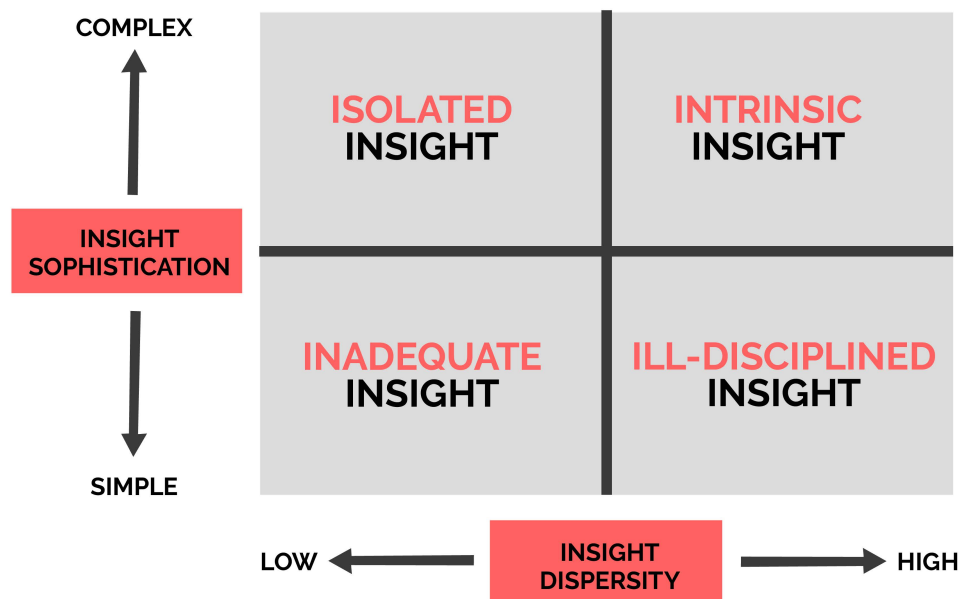 COMPLEX
ISOLATED
INSIGHT
INTRINSIC
INSIGHT
INSIGHT
SOPHISTICATION
INADEQUATE
INSIGHT
ILL-DISCIPLINED
INSIGHT
SIMPLE
LOW
INSIGHT
DISPERSITY
HIGH